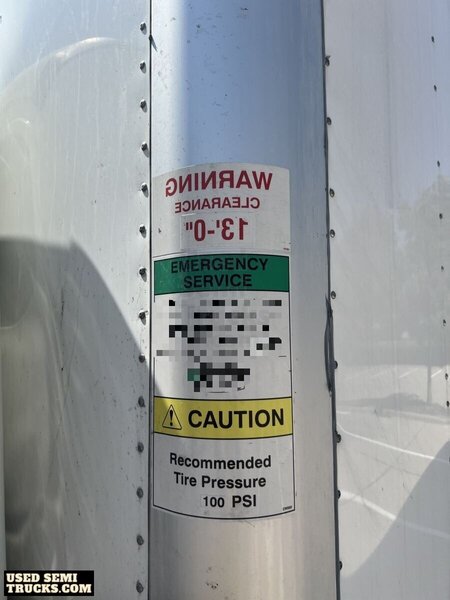 WARNING
CLEARANCE
13'-0"
EMERGENCY
SERVICE
CAUTION
Recommended
Tire Pressure
100 PSI
USED SEMI
TRUCKS.COM